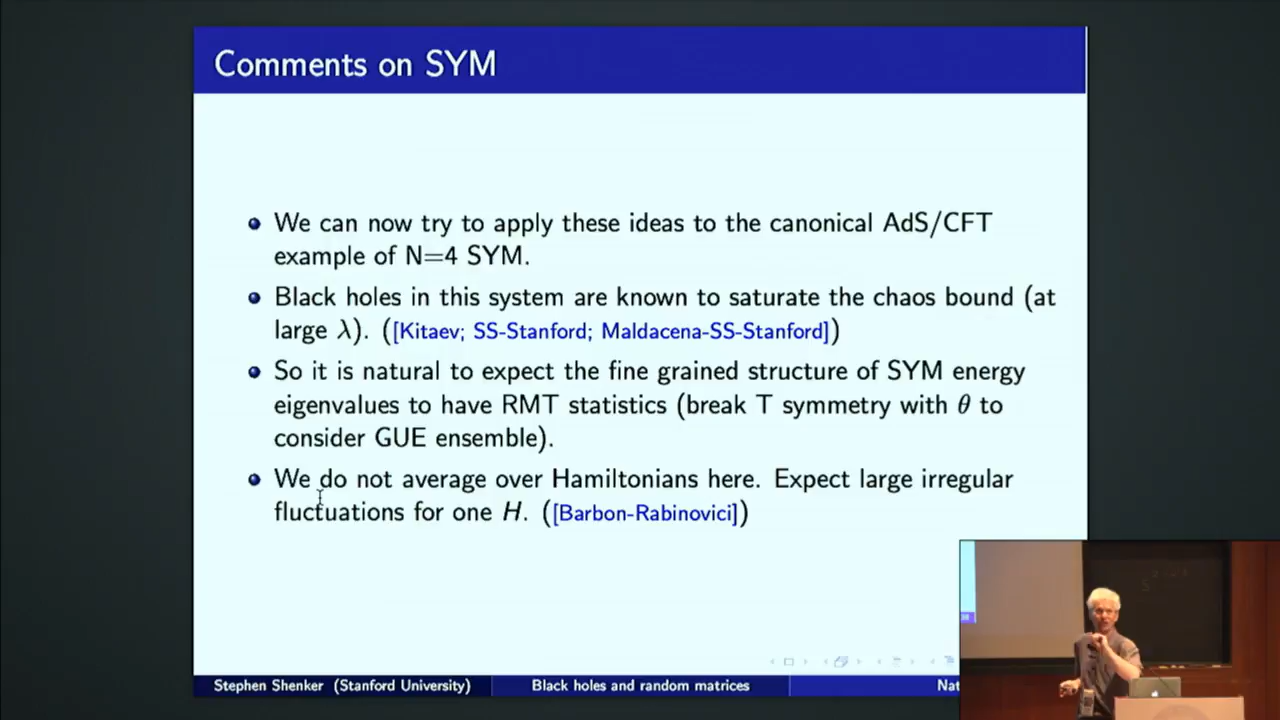 Comments on SYM
We can now try to apply these ideas to the canonical AdS/CFT
example of N=4 SYM.
Black holes in this system are known to saturate the chaos bound (at
large λ). ([Kitaev; SS-Stanford; Maldacena-SS-Stanford])
So it is natural to expect the fine grained structure of SYM energy
eigenvalues to have RMT statistics (break T symmetry with θ to
consider GUE ensemble).
We do not average over Hamiltonians here. Expect large irregular
fluctuations for one H. ([Barbon-Rabinovici])
Stephen Shenker (Stanford University) Black holes and random matrices Nat